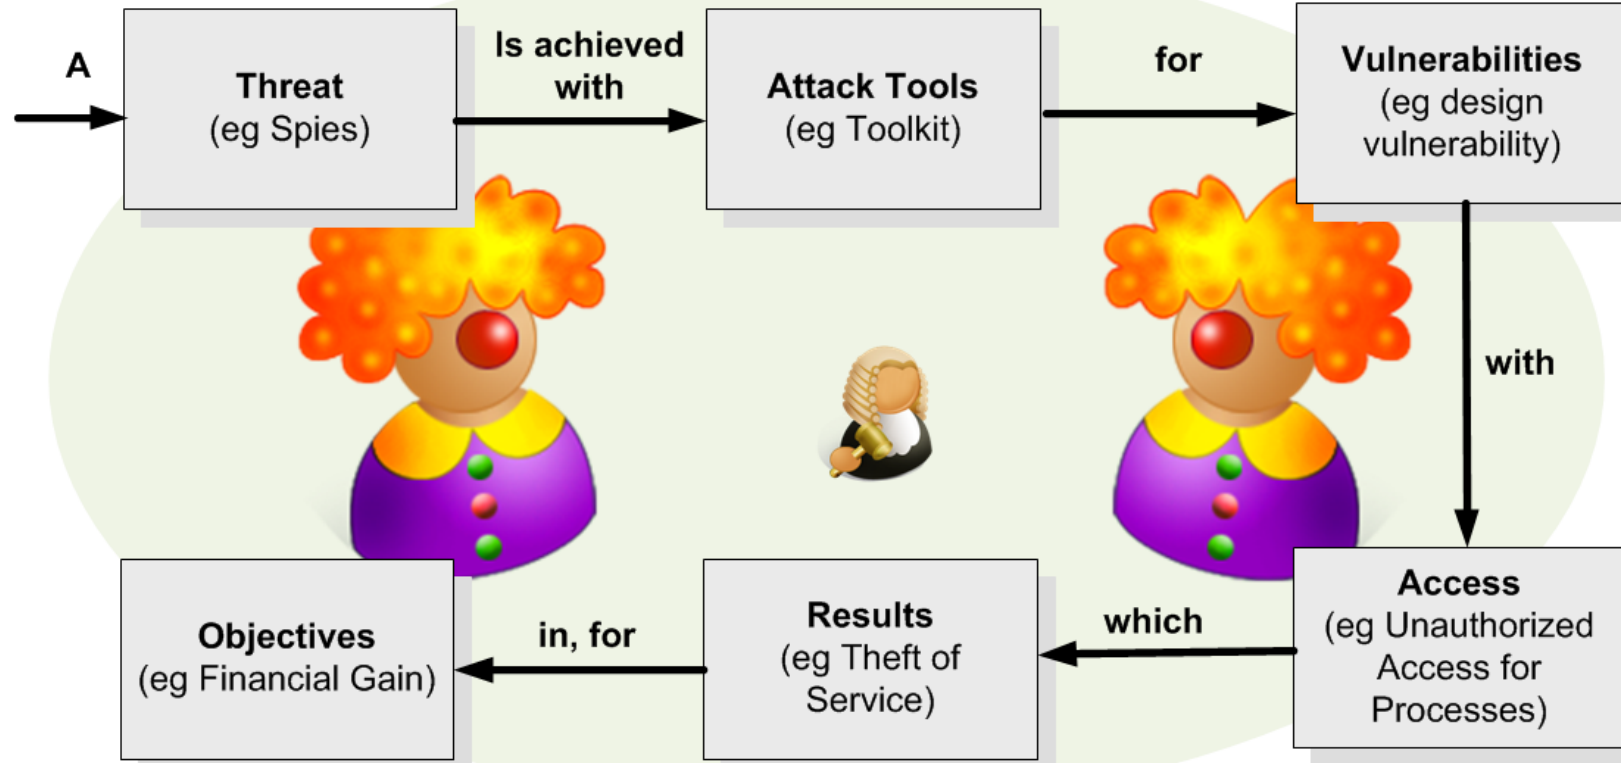 A
Threat
(eg Spies)
Is achieved
with
Attack Tools
(eg Toolkit)
for
Vulnerabilities
(eg design
vulnerability)
with
Access
(eg Unauthorized
Access for
Processes)
which
Results
(eg Theft of
Service)
in, for
Objectives
(eg Financial Gain)